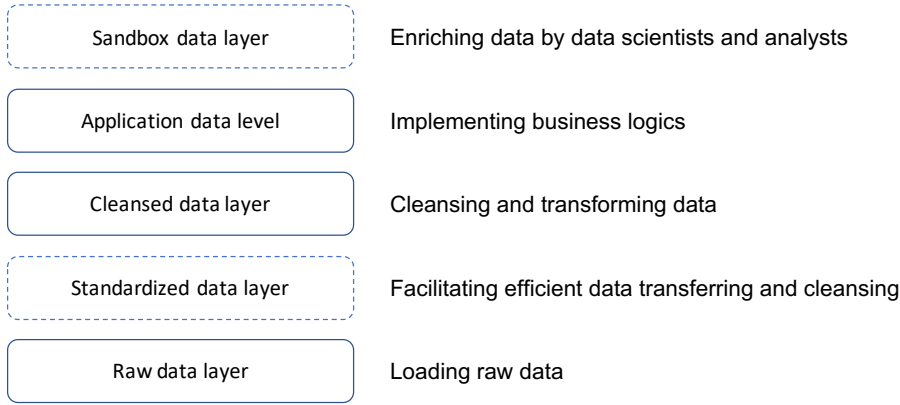 Sandbox data layer
Enriching data by data scientists and analysts
Application data level
Implementing business logics
Cleansed data layer
Cleansing and transforming data
Standardized data layer
Facilitating efficient data transferring and cleansing
Raw data layer
Loading raw data